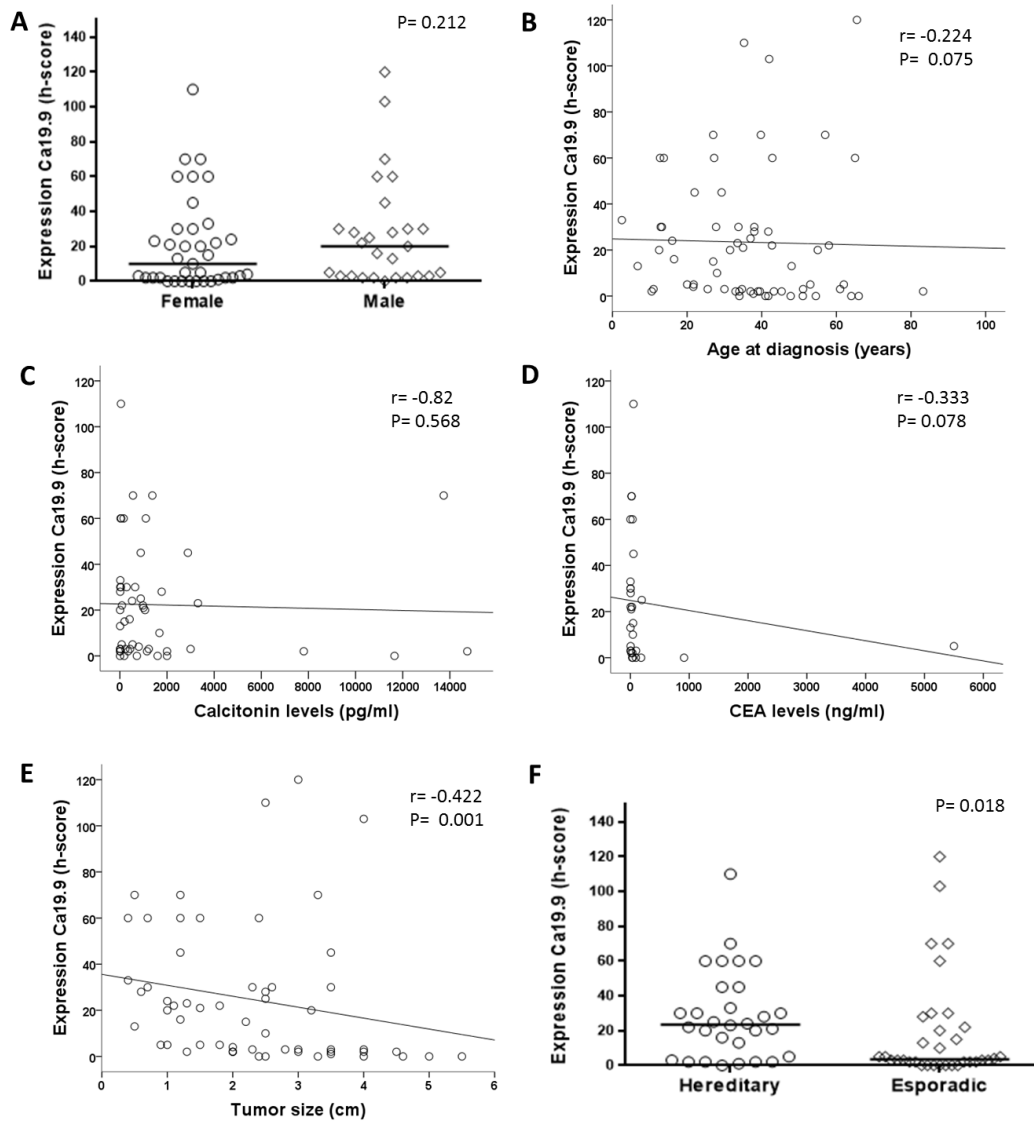 A
P= 0.212
Expression Ca19.9 (h-score)
140
120
100
80
60
40
20
0
Female Male
B
r= -0.224
P= 0.075
Expression Ca19.9 (h-score)
120
100
80
60
40
20
0
0 20 40 60 80 100
Age at diagnosis (years)
C
r= -0.82
P= 0.568
Expression Ca19.9 (h-score)
120
100
80
60
40
20
0
0 2000 4000 6000 8000 10000 12000 14000
Calcitonin levels (pg/ml)
D
r= -0.333
P= 0.078
Expression Ca19.9 (h-score)
120
100
80
60
40
20
0
0 1000 2000 3000 4000 5000 6000
CEA levels (ng/ml)
E
r= -0.422
P= 0.001
Expression Ca19.9 (h-score)
120
100
80
60
40
20
0
0 1 2 3 4 5 6
Tumor size (cm)
F
P= 0.018
Expression Ca19.9 (h-score)
140
120
100
80
60
40
20
0
Hereditary Esporadic